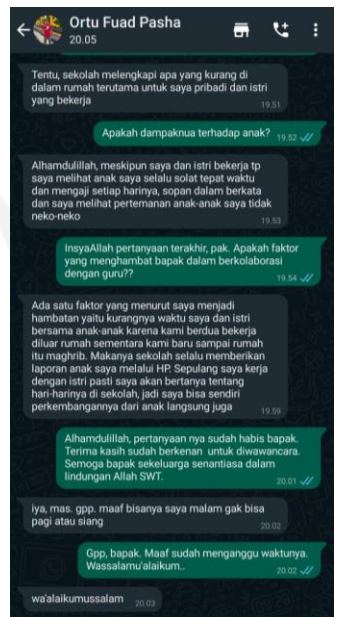 Ortu Fuad Pasha
20.05
Tentu, sekolah melengkapi apa yang kurang di
dalam rumah terutama untuk saya pribadi dan istri
yang bekerja
19.51
Apakah dampaknua terhadap anak?
19.52
Alhamdulillah, meskipun saya dan istri bekerja tp
saya melihat anak saya selalu solat tepat waktu
dan mengaji setiap harinya, sopan dalam berkata
dan saya melihat pertemanan anak-anak saya tidak
neko-neko
19.53
InsyaAllah pertanyaan terakhir, pak. Apakah faktor
yang menghambat bapak dalam berkolaborasi
dengan guru??
19.54
Ada satu faktor yang menurut saya menjadi
hambatan yaitu kurangnya waktu saya dan istri
bersama anak-anak karena kami berdua bekerja
diluar rumah sementara kami baru sampai rumah
itu maghrib. Makanya sekolah selalu memberikan
laporan anak saya melalui HP. Sepulang saya kerja
dengan istri pasti saya akan bertanya tentang
hari-harinya di sekolah, jadi saya bisa sendiri
perkembangannya dari anak langsung juga
19.59
Alhamdulillah, pertanyaan nya sudah habis bapak.
Terima kasih sudah berkenan untuk diwawancara.
Semoga bapak sekeluarga senantiasa dalam
lindungan Allah SWT.
20.01
iya, mas. gpp. maaf bisanya saya malam gak bisa
pagi atau siang
20.02
Gpp, bapak. Maaf sudah menganggu waktunya.
Wassalamu'alaikum..
20.02
wa'alaikumussalam
20.03